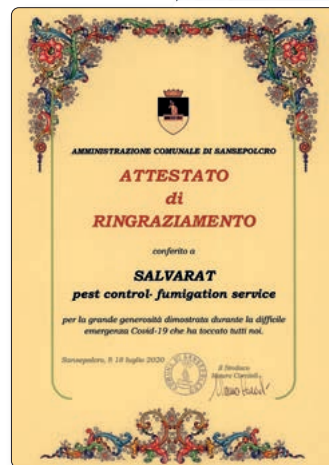 AMMINISTRAZIONE COMUNALE DI SANSEPOLCRO
ATTESTATO
di
RINGRAZIAMENTO
conferito a
SALVARAT
pest control- fumigation service
per la grande generosità dimostrata durante la difficile
emergenza Covid-19 che ha toccato tutti noi.
Sansepolcro, 18 luglio 2020
Il Sindaco
Mauro Cornioli